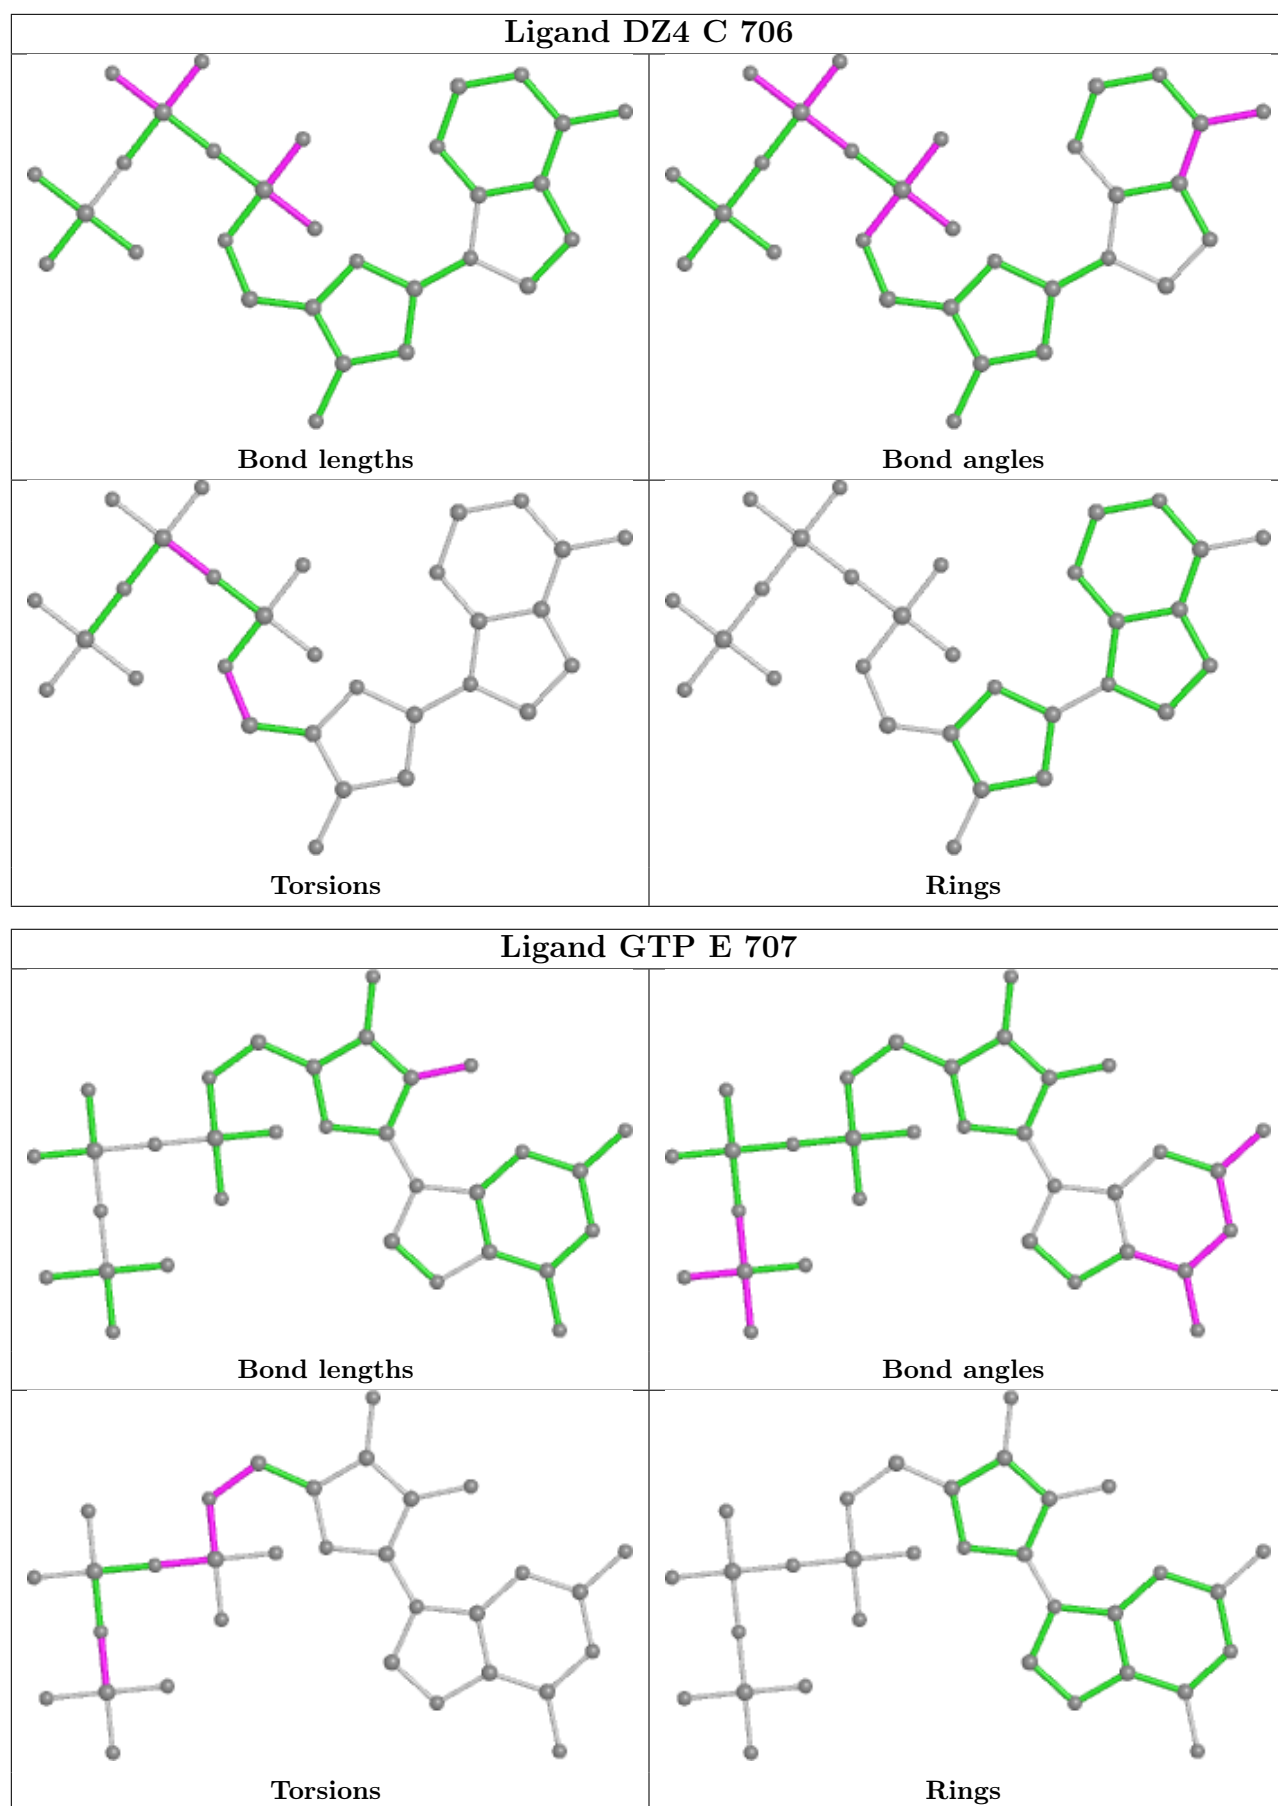 Ligand DZ4 C 706
Bond lengths
Bond angles
Torsions
Rings
Ligand GTP E 707
Bond lengths
Bond angles
Torsions
Rings